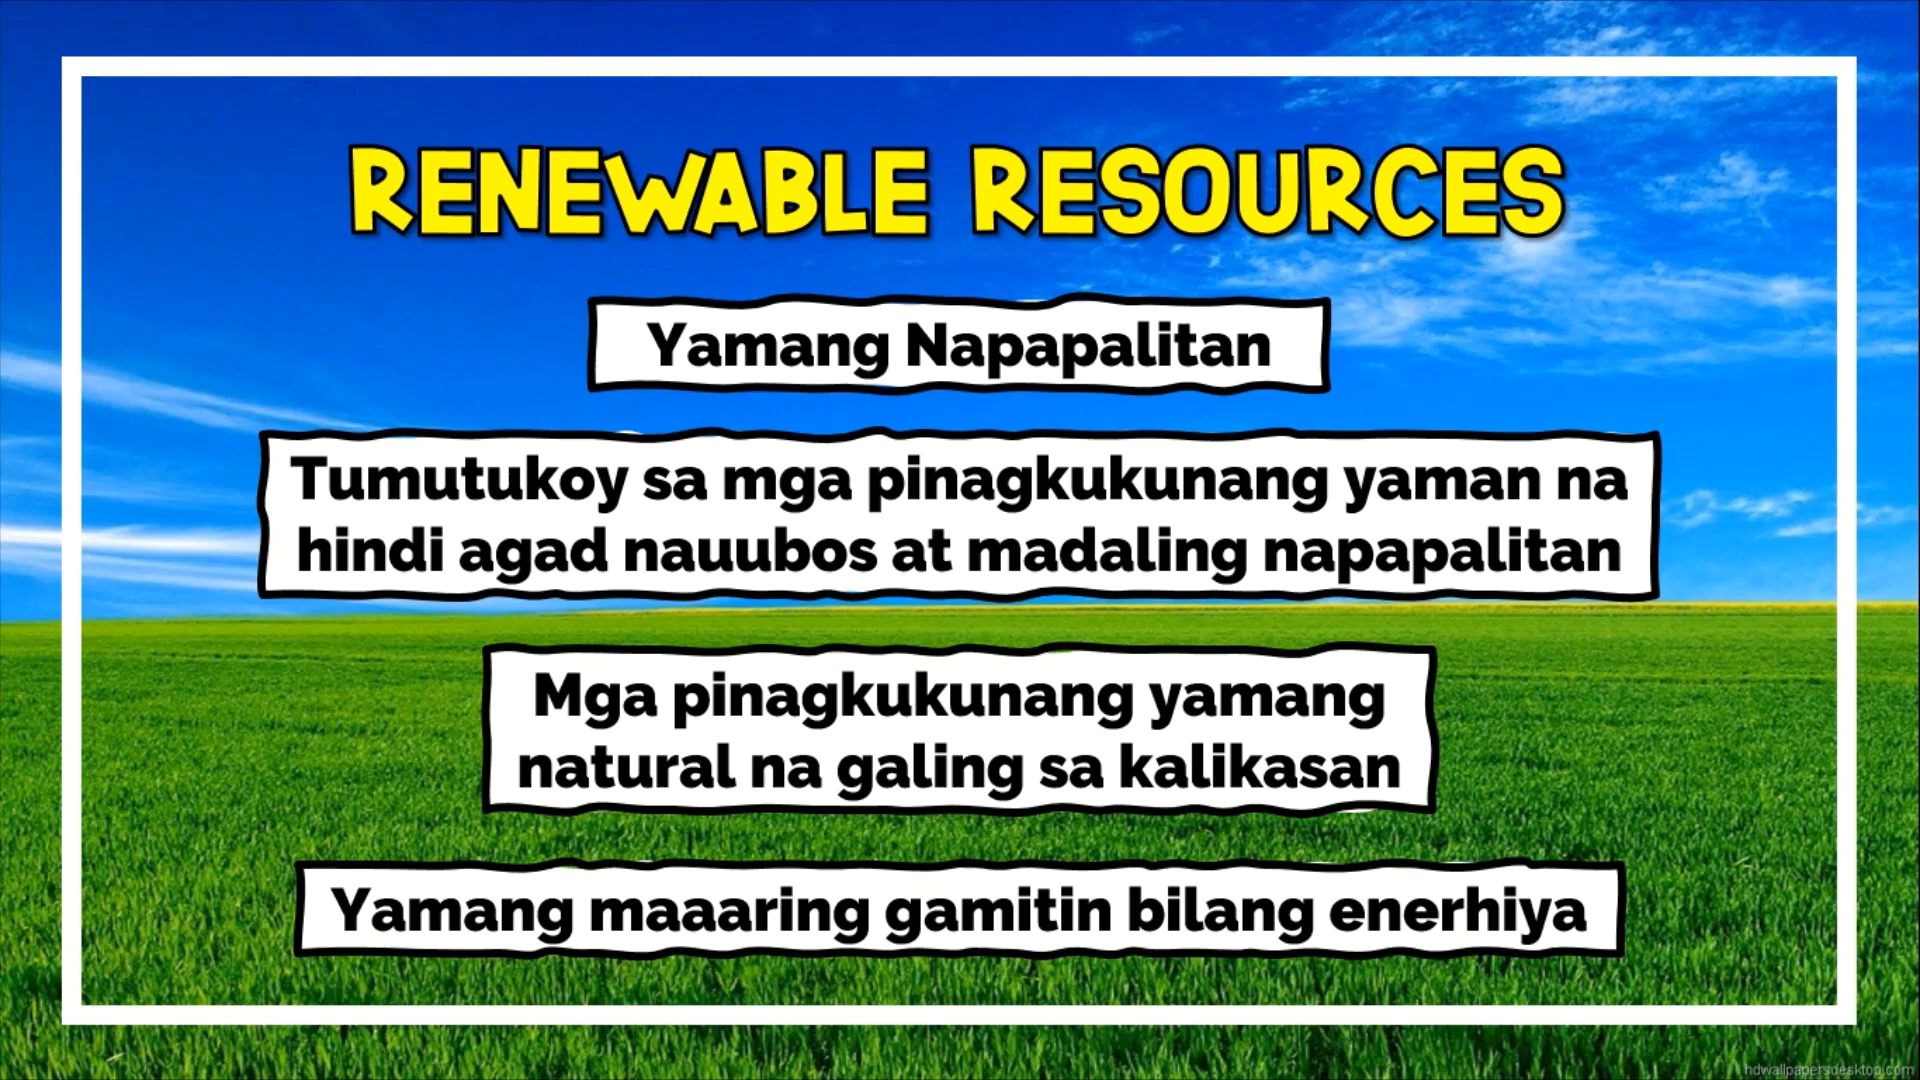 RENEWABLE RESOURCES
Yamang Napapalitan
Tumutukoy sa mga pinagkukunang yaman na
hindi agad nauubos at madaling napapalitan
Mga pinagkukunang yamang
natural na galing sa kalikasan
Yamang maaaring gamitin bilang enerhiya
hdwallpapersdesktop.com